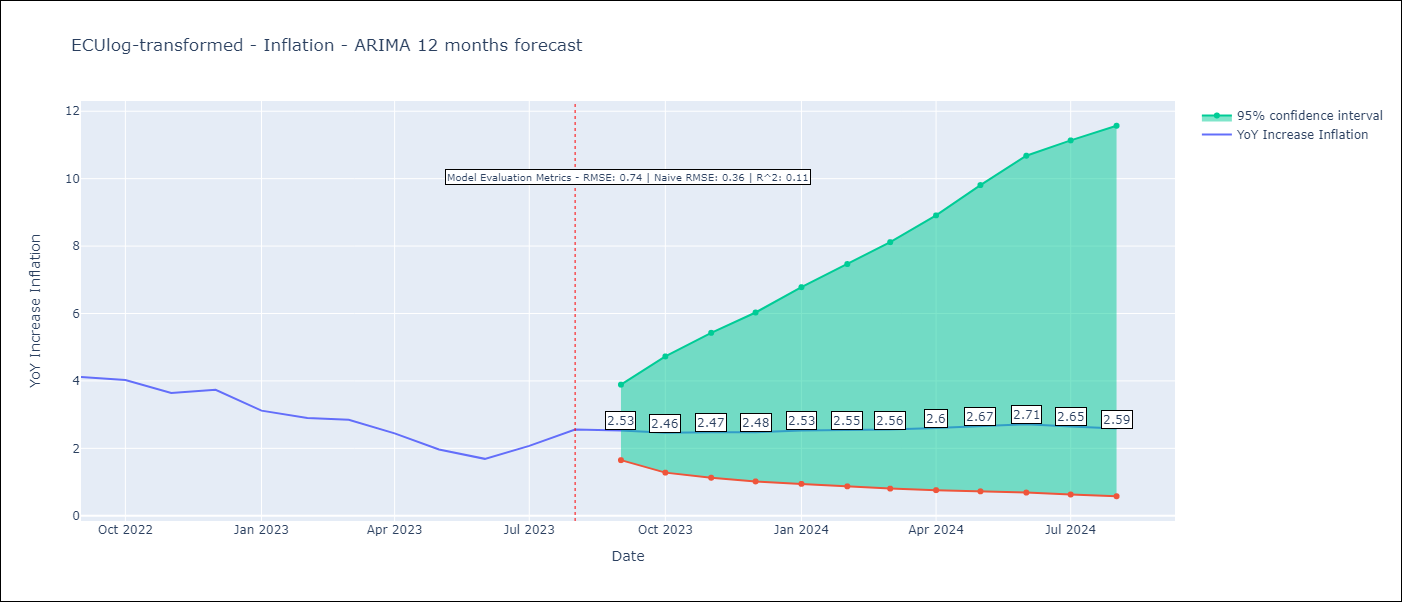 ECUlog-transformed - Inflation - ARIMA 12 months forecast
95% confidence interval
YoY Increase Inflation
Model Evaluation Metrics - RMSE: 0.74 | Naive RMSE: 0.36 | R^2: 0.11
YoY Increase Inflation
12
10
8
6
4
2
0
2.53
2.46
2.47
2.48
2.53
2.55
2.56
2.6
2.67
2.71
2.65
2.59
Oct 2022
Jan 2023
Apr 2023
Jul 2023
Oct 2023
Jan 2024
Apr 2024
Jul 2024
Date